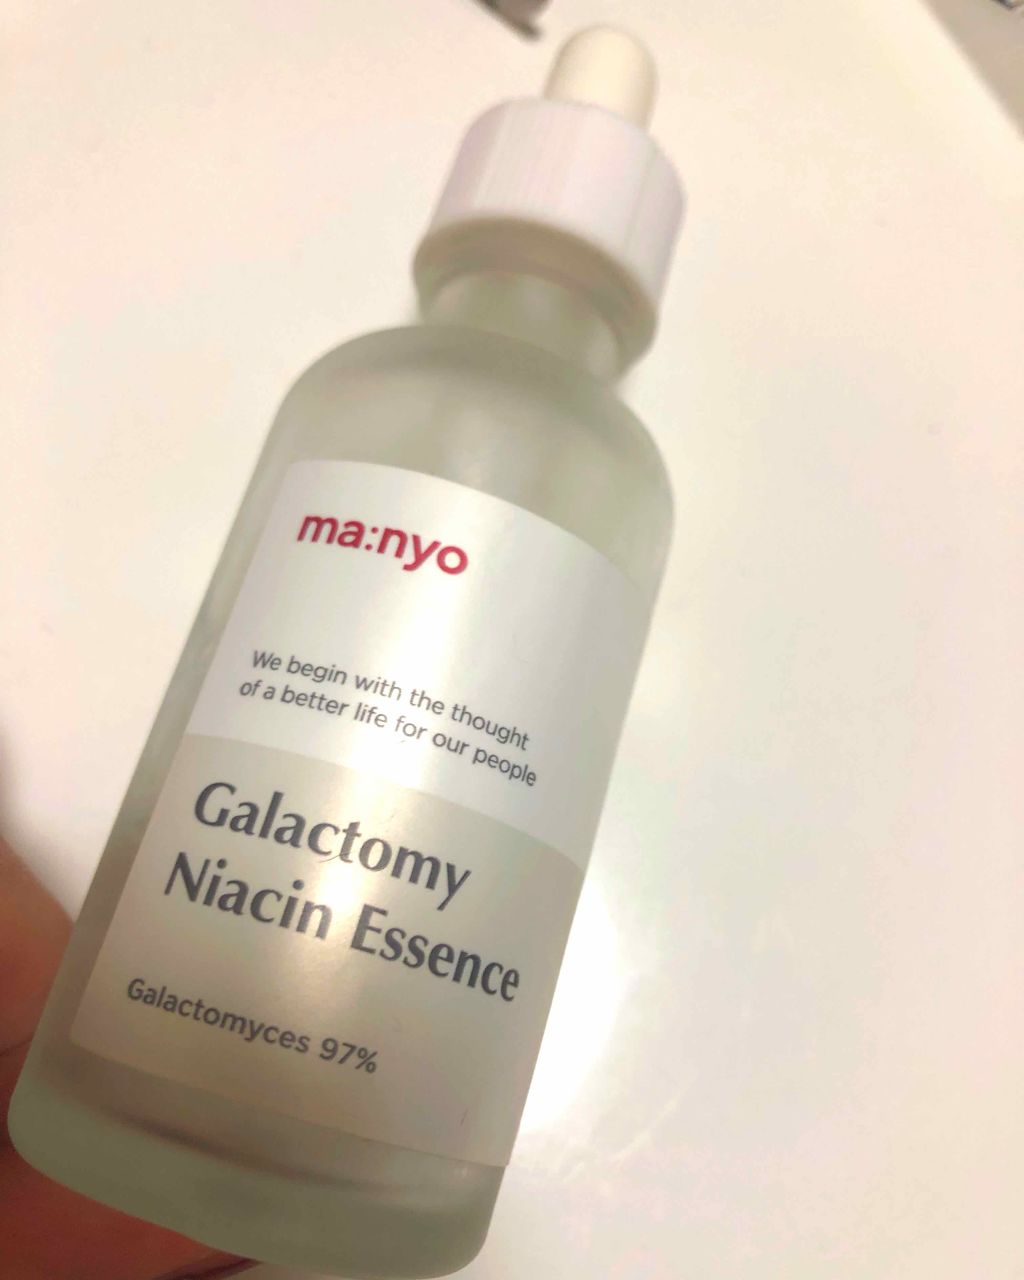 ma:nyo
We begin with the thought
of a better life for our people
Galactomy
Niacin Essence
Galactomyces 97%